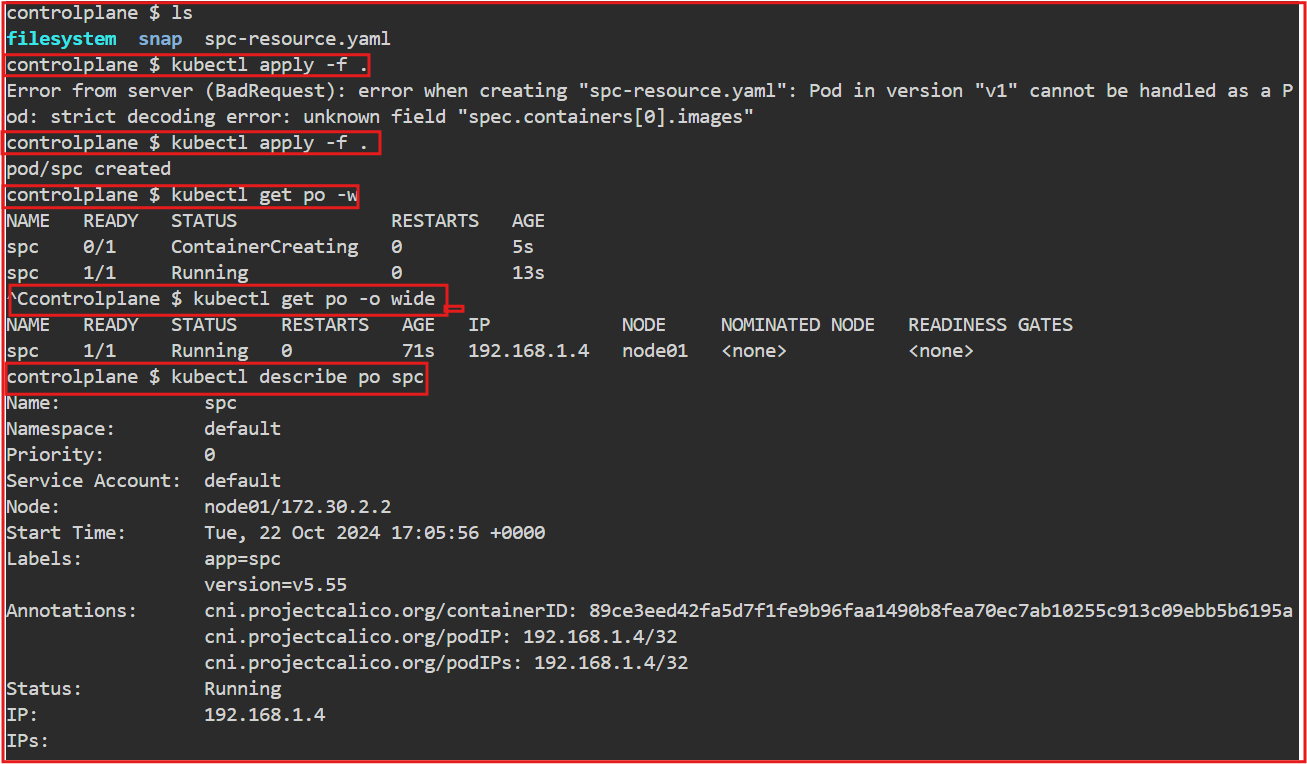 controlplane $ ls
filesystem  snap  spc-resource.yaml
controlplane $ kubectl apply -f .
Error from server (BadRequest): error when creating "spc-resource.yaml": Pod in version "v1" cannot be handled as a P
od: strict decoding error: unknown field "spec.containers[0].images"
controlplane $ kubectl apply -f .
pod/spc created
controlplane $ kubectl get po -w
NAME   READY   STATUS              RESTARTS   AGE
spc    0/1     ContainerCreating   0          5s
spc    1/1     Running             0          13s
^Ccontrolplane $ kubectl get po -o wide
NAME   READY   STATUS    RESTARTS   AGE   IP            NODE     NOMINATED NODE   READINESS GATES
spc    1/1     Running   0          71s   192.168.1.4   node01   <none>           <none>
controlplane $ kubectl describe po spc
Name:             spc
Namespace:        default
Priority:         0
Service Account:  default
Node:             node01/172.30.2.2
Start Time:       Tue, 22 Oct 2024 17:05:56 +0000
Labels:           app=spc
                  version=v5.55
Annotations:      cni.projectcalico.org/containerID: 89ce3eed42fa5d7f1fe9b96faa1490b8fea70ec7ab10255c913c09ebb5b6195a
                  cni.projectcalico.org/podIP: 192.168.1.4/32
                  cni.projectcalico.org/podIPs: 192.168.1.4/32
Status:           Running
IP:               192.168.1.4
IPs: